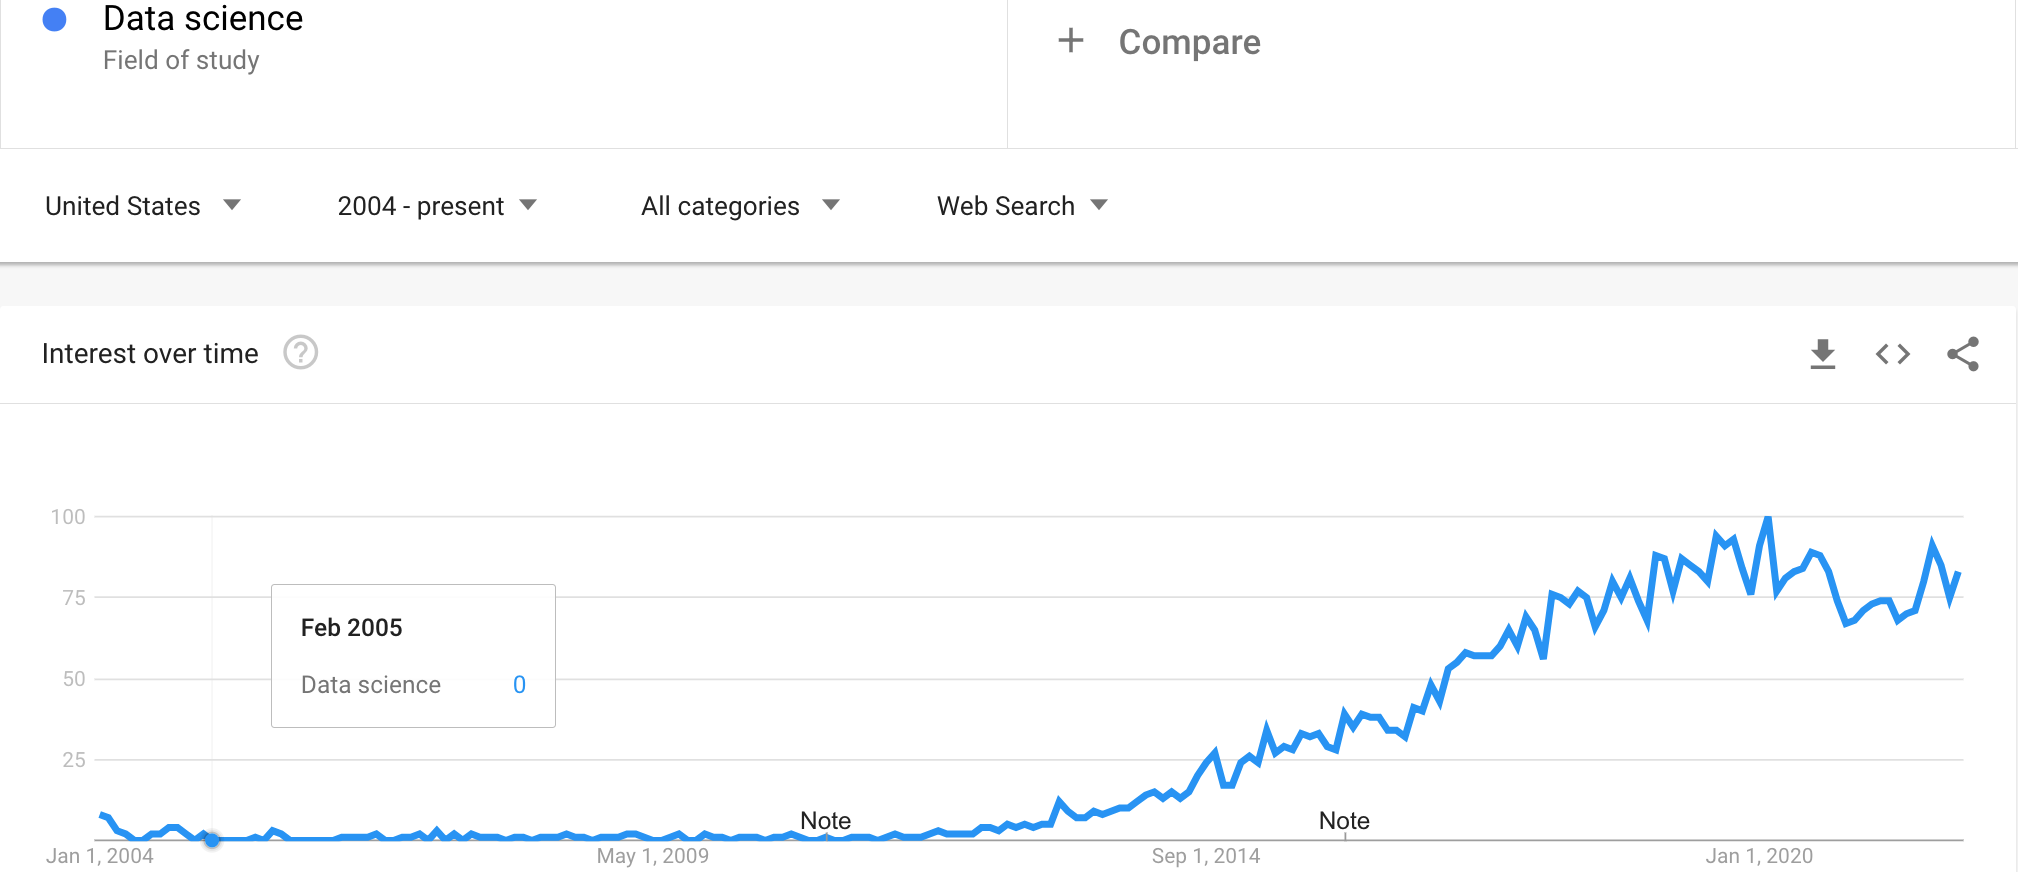 Data science
Field of study
+ Compare
United States
2004 - present
All categories
Web Search
Interest over time ?
100
75
50
25
Feb 2005
Data science 0
Note
Note
Jan 1, 2004
May 1, 2009
Sep 1, 2014
Jan 1, 2020